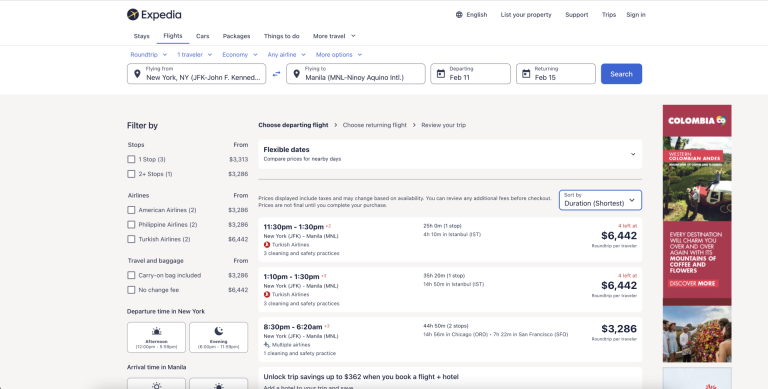 Expedia
English
List your property
Support
Trips
Sign in
Stays
Flights
Cars
Packages
Things to do
More travel
Roundtrip
1 traveler
Economy
Any airline
More options
Flying from
New York, NY (JFK-John F. Kenned...
Flying to
Manila (MNL-Ninoy Aquino Intl.)
Departing
Feb 11
Returning
Feb 15
Search
Filter by
Stops From
1 Stop (3) $3,313
2+ Stops (1) $3,286
Airlines From
American Airlines (2) $3,286
Philippine Airlines (2) $3,286
Turkish Airlines (2) $6,442
Travel and baggage From
Carry-on bag included $3,286
No change fee $6,442
Departure time in New York
Afternoon
(12:00pm - 5:59pm)
Evening
(6:00pm - 11:59pm)
Arrival time in Manila
Choose departing flight > Choose returning flight > Review your trip
Flexible dates
Compare prices for nearby days
Prices displayed include taxes and may change based on availability. You can review any additional fees before checkout.
Prices are not final until you complete your purchase.
Sort by
Duration (Shortest)
11:30pm - 1:30pm +2
New York (JFK) - Manila (MNL)
Turkish Airlines
3 cleaning and safety practices
25h 0m (1 stop)
4h 10m in Istanbul (IST)
4 left at
$6,442
Roundtrip per traveler
1:10pm - 1:30pm +1
New York (JFK) - Manila (MNL)
Turkish Airlines
3 cleaning and safety practices
35h 20m (1 stop)
14h 50m in Istanbul (IST)
4 left at
$6,442
Roundtrip per traveler
8:30pm - 6:20am +3
New York (JFK) - Manila (MNL)
Multiple airlines
1 cleaning and safety practice
44h 50m (2 stops)
14h 56m in Chicago (ORD) • 7h 22m in San Francisco (SFO)
$3,286
Roundtrip per traveler
Unlock trip savings up to $362 when you book a flight + hotel
Add a hotel to your trip and save
COLOMBIA CO
WESTERN
COLOMBIAN ANDES
EVERY DESTINATION
WILL CHARM YOU
OVER AND OVER
AGAIN WITH ITS
MOUNTAINS OF
COFFEE AND
FLOWERS
DISCOVER MORE